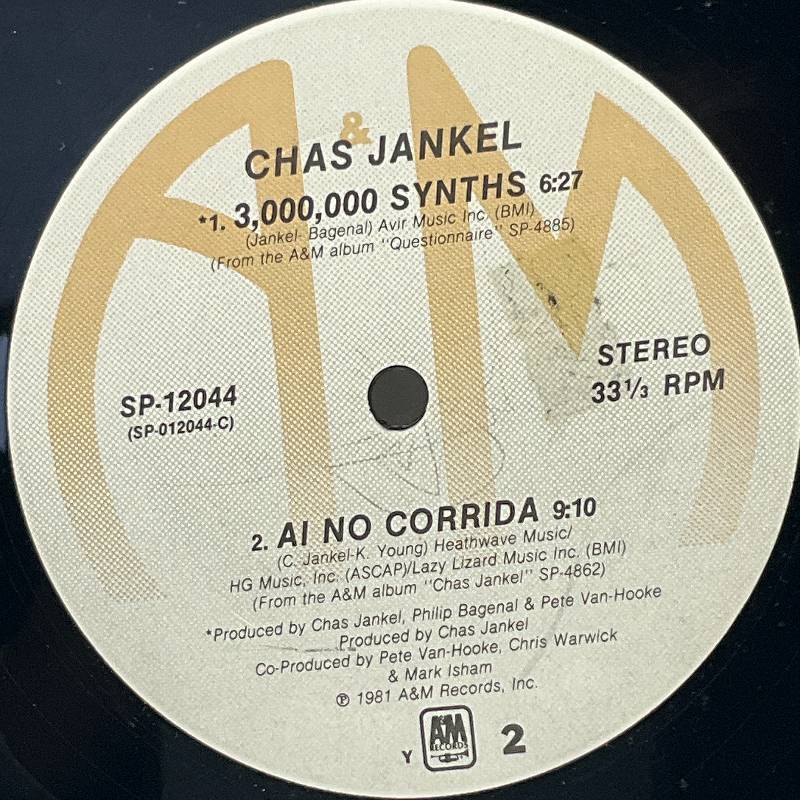 &
CHAS JANKEL
*1. 3,000,000 SYNTHS 6:27
(Jankel- Bagenal) Avir Music Inc. (BMI)
(From the A&M album "Questionnaire" SP-4885)
STEREO
33⅓ RPM
SP-12044
(SP-012044-C)
2. AI NO CORRIDA 9:10
(C. Jankel-K. Young) Heathwave Music/
HG Music, Inc. (ASCAP)/Lazy Lizard Music Inc. (BMI)
(From the A&M album "Chas Jankel" SP-4862)
*Produced by Chas Jankel, Philip Bagenal & Pete Van-Hooke
Produced by Chas Jankel
Co-Produced by Pete Van-Hooke, Chris Warwick
& Mark Isham
℗ 1981 A&M Records, Inc.
Y A&M RECORDS 2